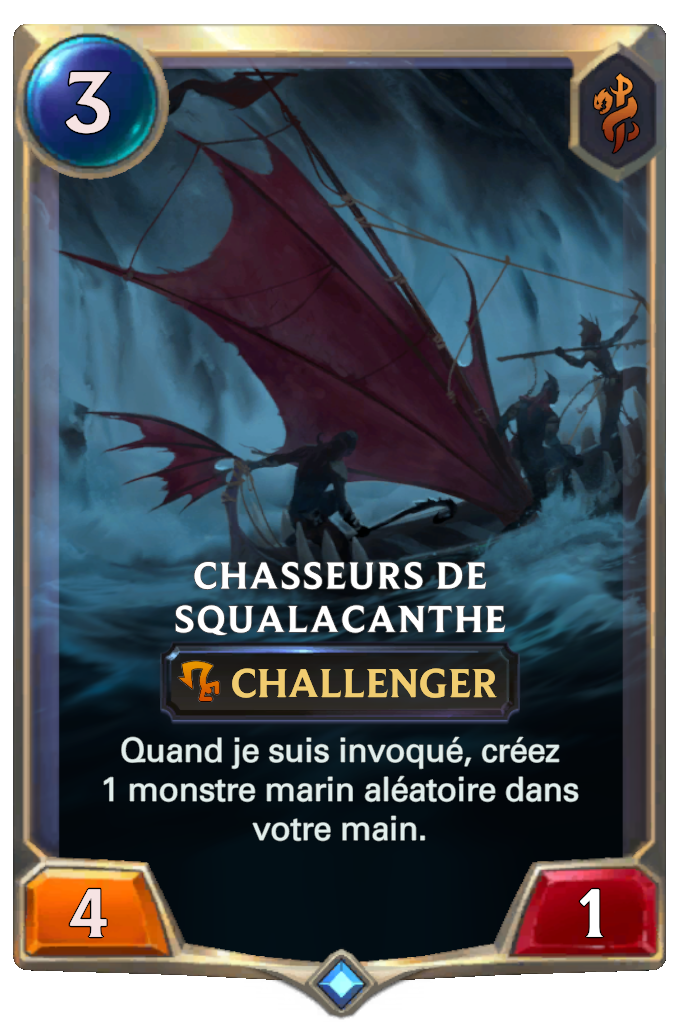 3
CHASSEURS DE
SQUALACANTHE
CHALLENGER
Quand je suis invoqué, créez
1 monstre marin aléatoire dans
votre main.
4
1